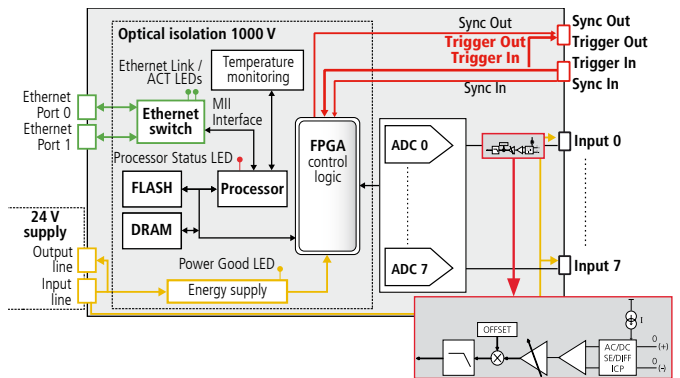 Optical isolation 1000 V
Sync Out
Sync Out
Trigger Out
Trigger Out
Trigger In
Trigger In
Sync In
Sync In
Ethernet Link /
ACT LEDs
Temperature
monitoring
Ethernet
Port 0
Ethernet
Port 1
Ethernet
switch
MII
Interface
Processor Status LED
FPGA
control
logic
ADC 0
Input 0
FLASH
Processor
DRAM
24 V
supply
Output
line
Input
line
Power Good LED
Energy supply
ADC 7
Input 7
I
OFFSET
AC/DC
SE/DIFF
ICP
0
(+)
0
(-)